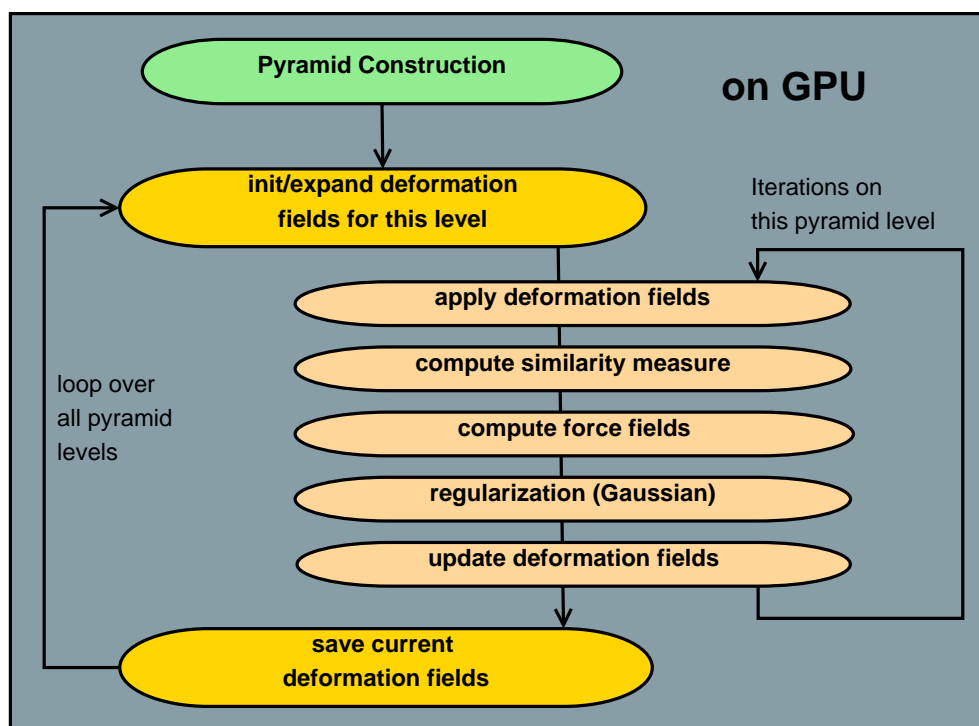 Pyramid Construction
on GPU
init/expand deformation
fields for this level
Iterations on
this pyramid level
apply deformation fields
compute similarity measure
loop over
all pyramid
levels
compute force fields
regularization (Gaussian)
update deformation fields
save current
deformation fields